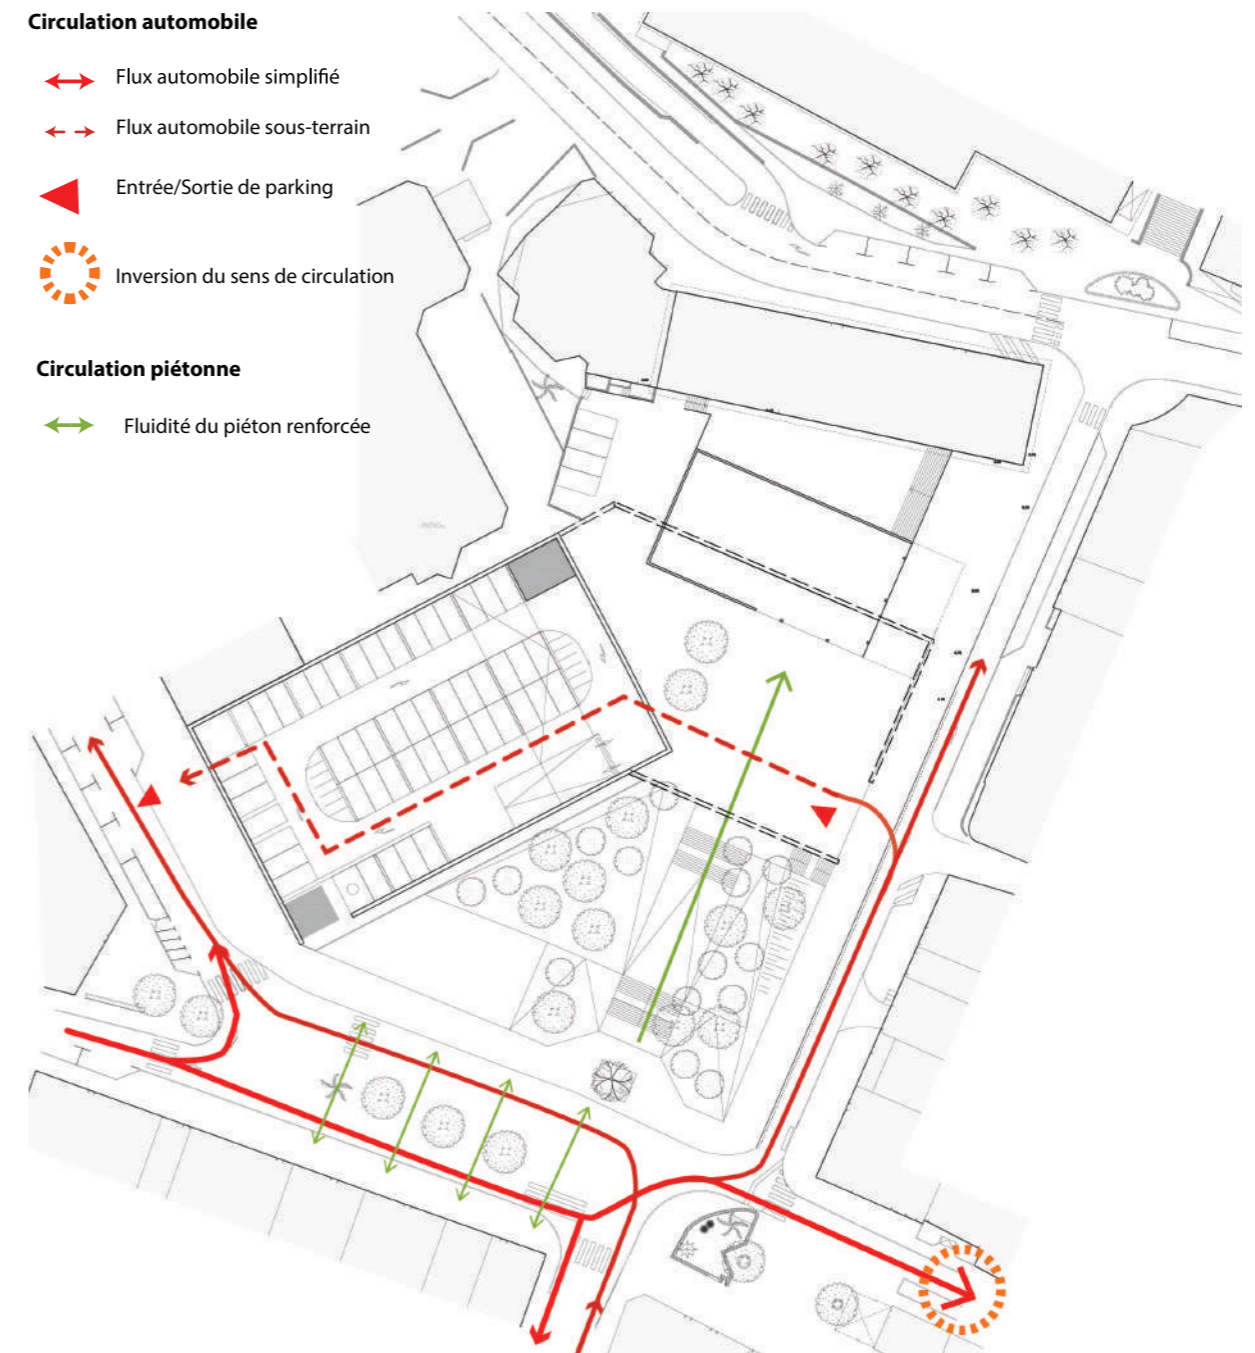 Circulation automobile
Flux automobile simplifié
Flux automobile sous-terrain
Entrée/Sortie de parking
Inversion du sens de circulation
Circulation piétonne
Fluidité du piéton renforcée